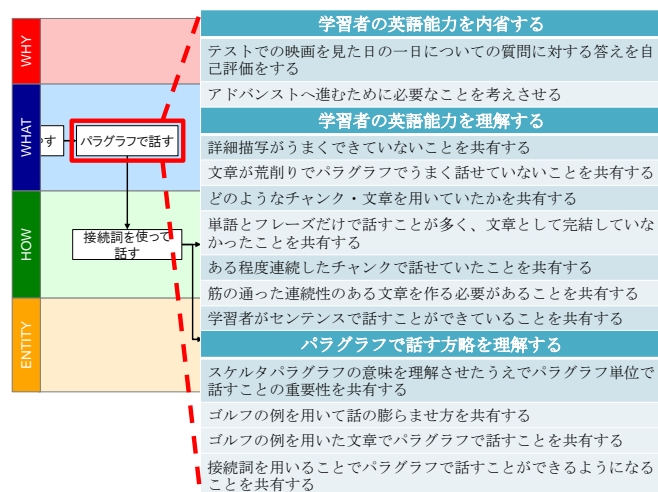 WHY
WHAT
HOW
ENTITY
す
パラグラフで話す
接続詞を使って
話す
学習者の英語能力を内省する
テストでの映画を見た日の一日についての質問に対する答えを自
己評価をする
アドバンストへ進むために必要なことを考えさせる
学習者の英語能力を理解する
詳細描写がうまくできていないことを共有する
文章が荒削りでパラグラフでうまく話せていないことを共有する
どのようなチャンク・文章を用いていたかを共有する
単語とフレーズだけで話すことが多く、文章として完結していな
かったことを共有する
ある程度連続したチャンクで話せていたことを共有する
筋の通った連続性のある文章を作る必要があることを共有する
学習者がセンテンスで話すことができていることを共有する
パラグラフで話す方略を理解する
スケルタパラグラフの意味を理解させたうえでパラグラフ単位で
話すことの重要性を共有する
ゴルフの例を用いて話の膨らませ方を共有する
ゴルフの例を用いた文章でパラグラフで話すことを共有する
接続詞を用いることでパラグラフで話すことができるようになる
ことを共有する